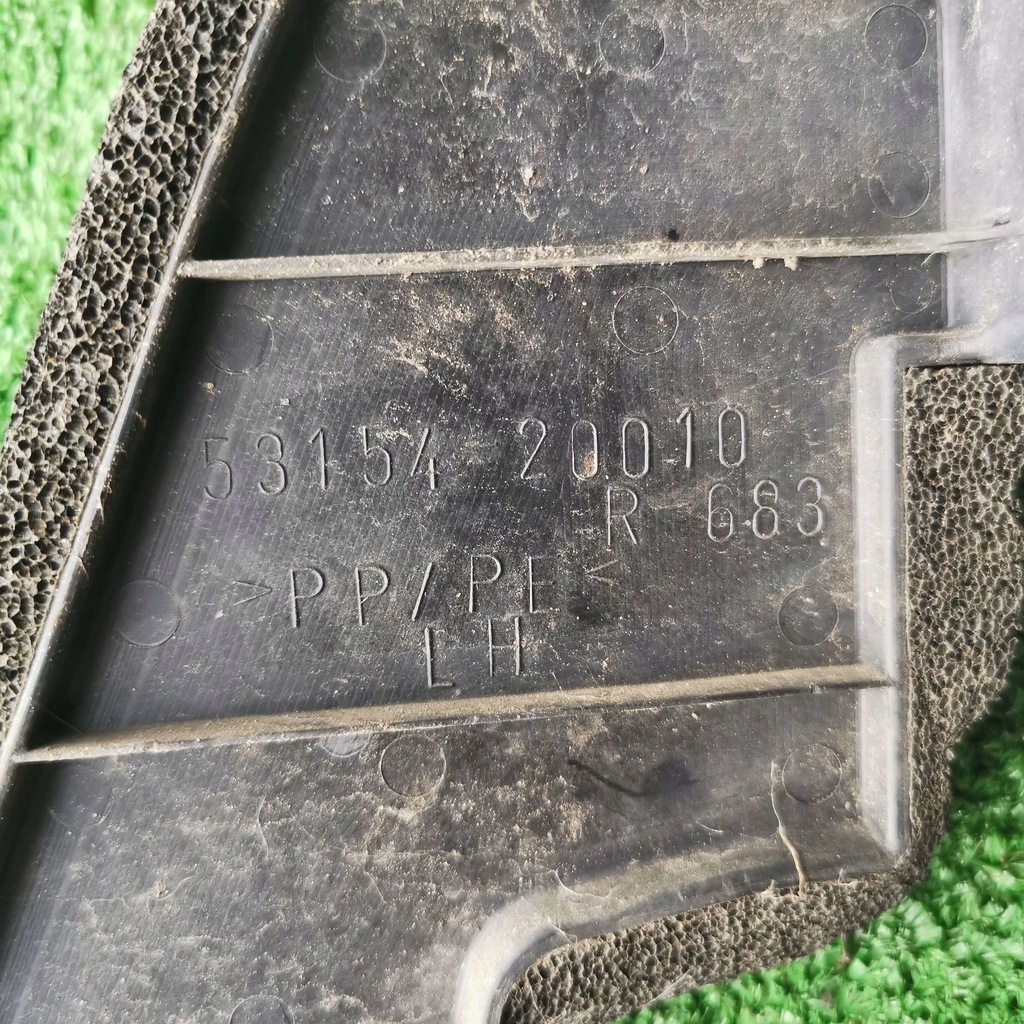 53154 20010
R 683
>PP/PE<
LH